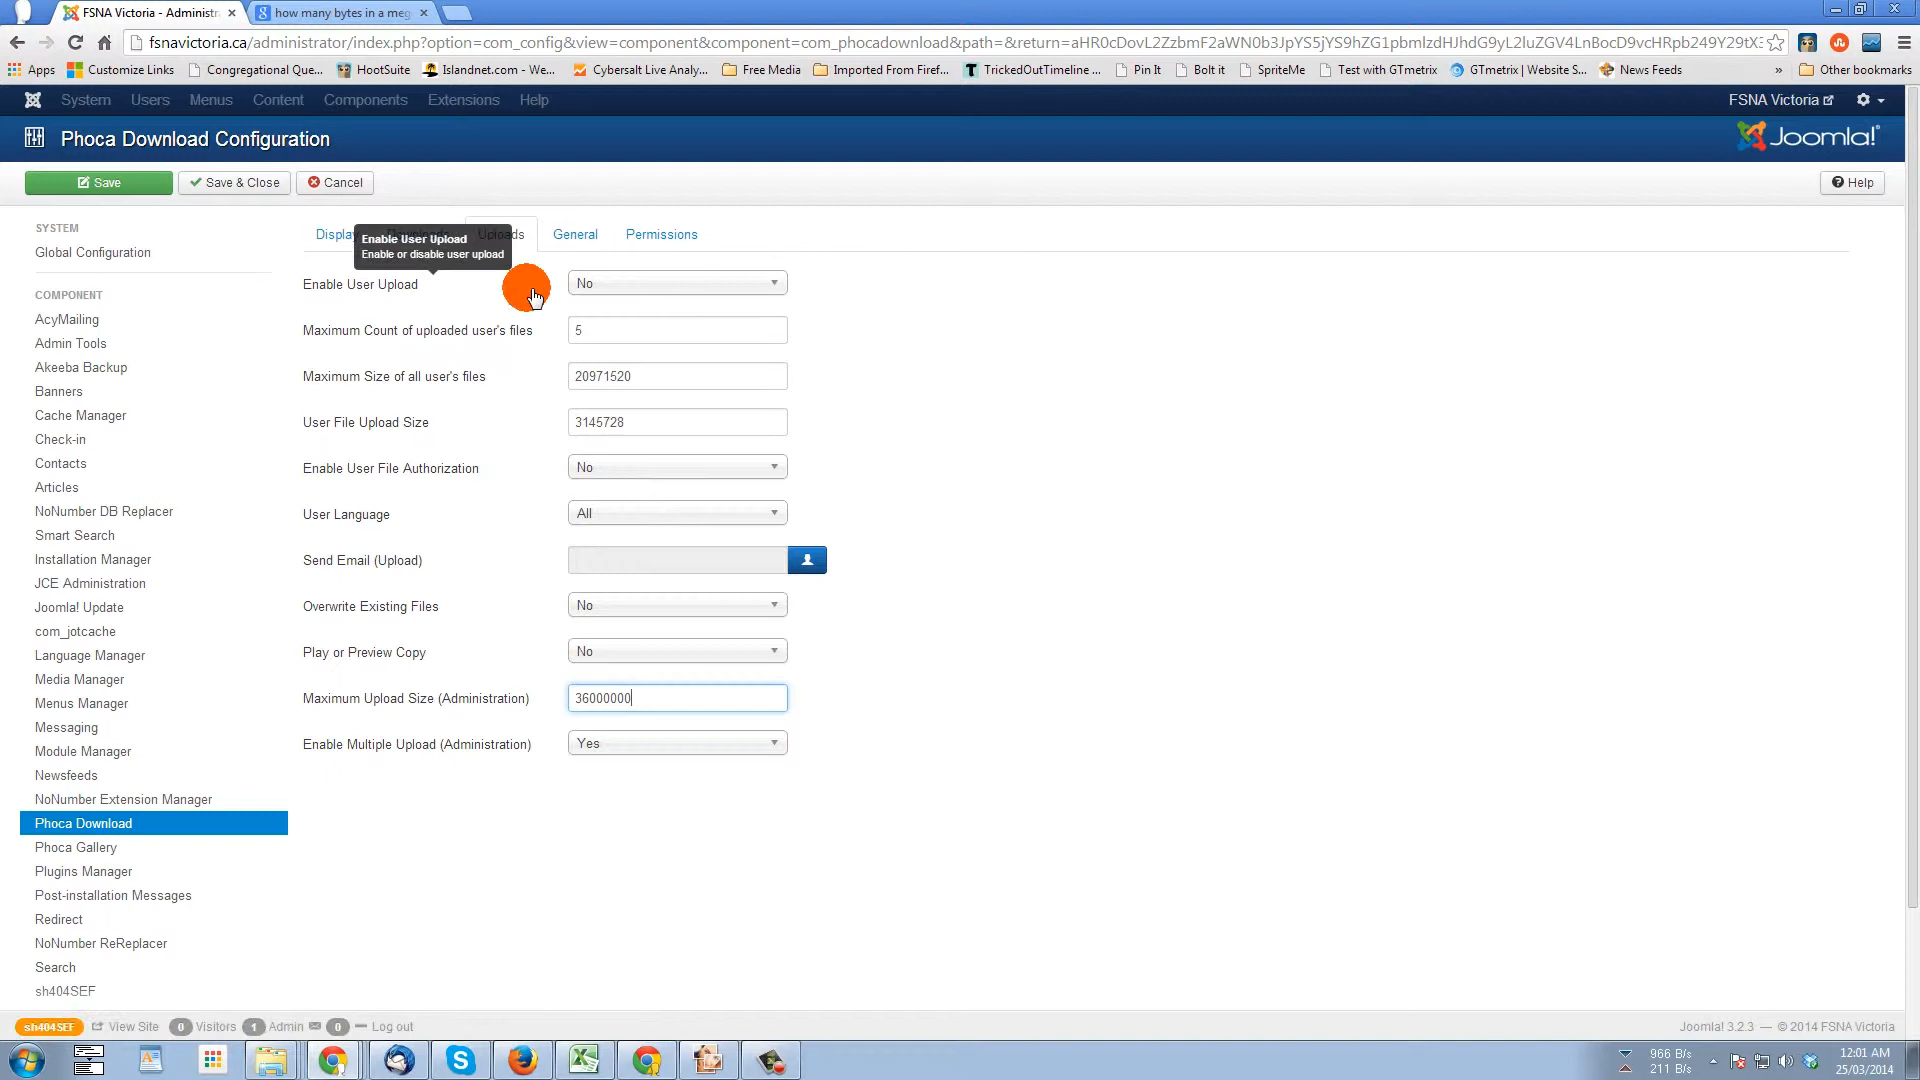 FSNA Victoria - Administr
how many bytes in a meg
fsnavictoria.ca/administrator/index.php?option=com_config&view=component&component=com_phocadownload&path=&return=
Apps
Customize Links
Congregational Que...
HootSuite
Islandnet.com - We...
Cybersalt Live Analy...
Free Media
Imported From Firef...
TrickedOutTimeline ...
Pin It
Bolt it
SpriteMe
Test with GTmetrix
GTmetrix | Website S...
News Feeds
»
Other bookmarks
System
Users
Menus
Content
Components
Extensions
Help
FSNA Victoria
Phoca Download Configuration
Joomla!
Save
Save & Close
Cancel
Help
SYSTEM
Global Configuration
COMPONENT
AcyMailing
Admin Tools
Akeeba Backup
Banners
Cache Manager
Check-in
Contacts
Articles
NoNumber DB Replacer
Smart Search
Installation Manager
JCE Administration
Joomla! Update
com_jotcache
Language Manager
Media Manager
Menus Manager
Messaging
Module Manager
Newsfeeds
NoNumber Extension Manager
Phoca Download
Phoca Gallery
Plugins Manager
Post-installation Messages
Redirect
NoNumber ReReplacer
Search
sh404SEF
Display
Downloads
Uploads
General
Permissions
Enable User Upload
Enable or disable user upload
Enable User Upload
No
Maximum Count of uploaded user's files
5
Maximum Size of all user's files
20971520
User File Upload Size
3145728
Enable User File Authorization
No
User Language
All
Send Email (Upload)
Overwrite Existing Files
No
Play or Preview Copy
No
Maximum Upload Size (Administration)
36000000
Enable Multiple Upload (Administration)
Yes
sh404SEF
View Site
0
Visitors
1
Admin
0
Log out
Joomla! 3.2.3 — © 2014 FSNA Victoria
966 B/s
211 B/s
12:01 AM
25/03/2014